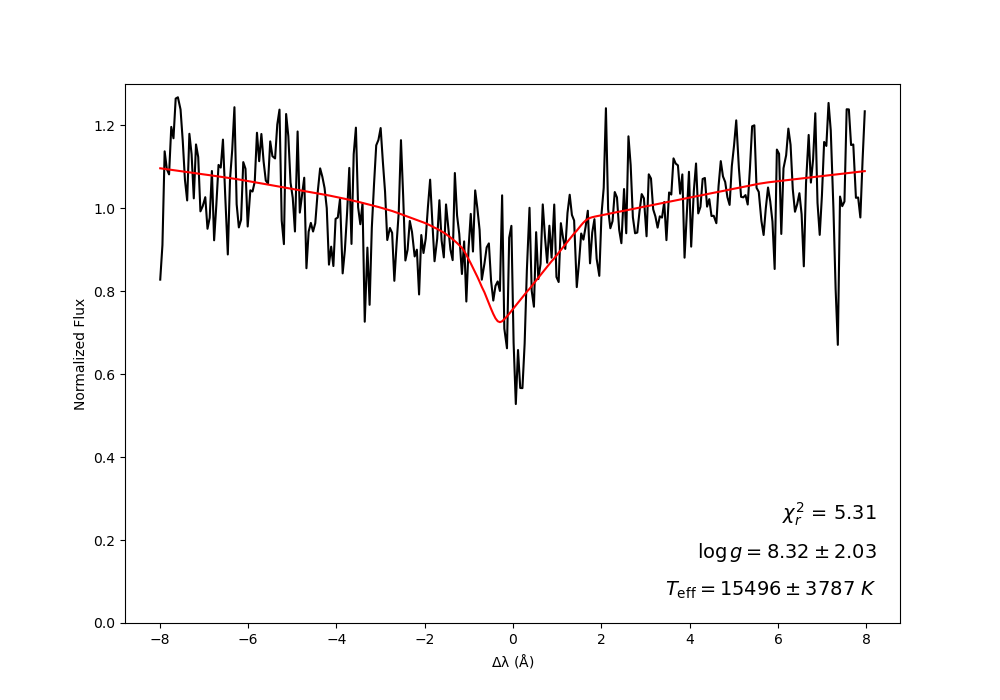 1.2
1.0
0.8
0.6
0.4
0.2
0.0
Normalized Flux
χ²ᵣ = 5.31
log g = 8.32 ± 2.03
T_eff = 15496 ± 3787 K
−8 −6 −4 −2 0 2 4 6 8
Δλ (Å)